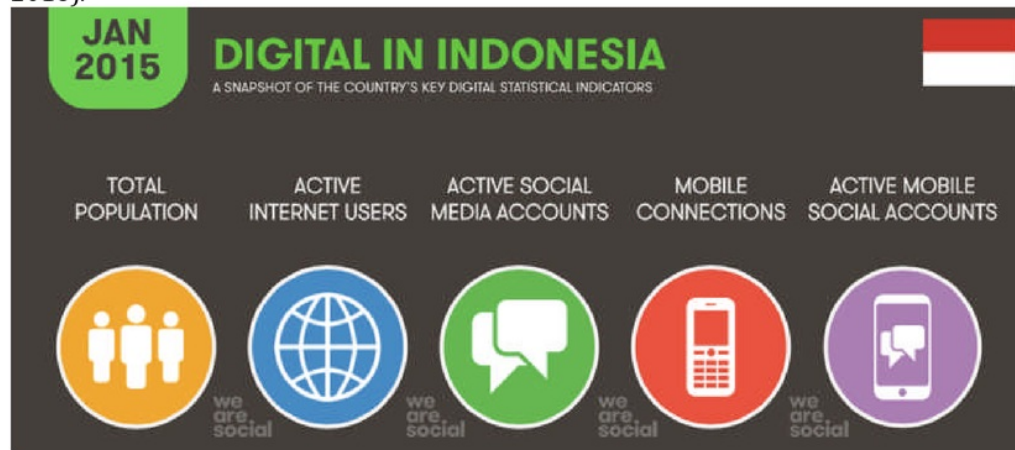 JAN
2015
DIGITAL IN INDONESIA
A SNAPSHOT OF THE COUNTRY'S KEY DIGITAL STATISTICAL INDICATORS
TOTAL
POPULATION
ACTIVE
INTERNET USERS
ACTIVE SOCIAL
MEDIA ACCOUNTS
MOBILE
CONNECTIONS
ACTIVE MOBILE
SOCIAL ACCOUNTS
we
are
social
we
are
social
we
are
social
we
are
social